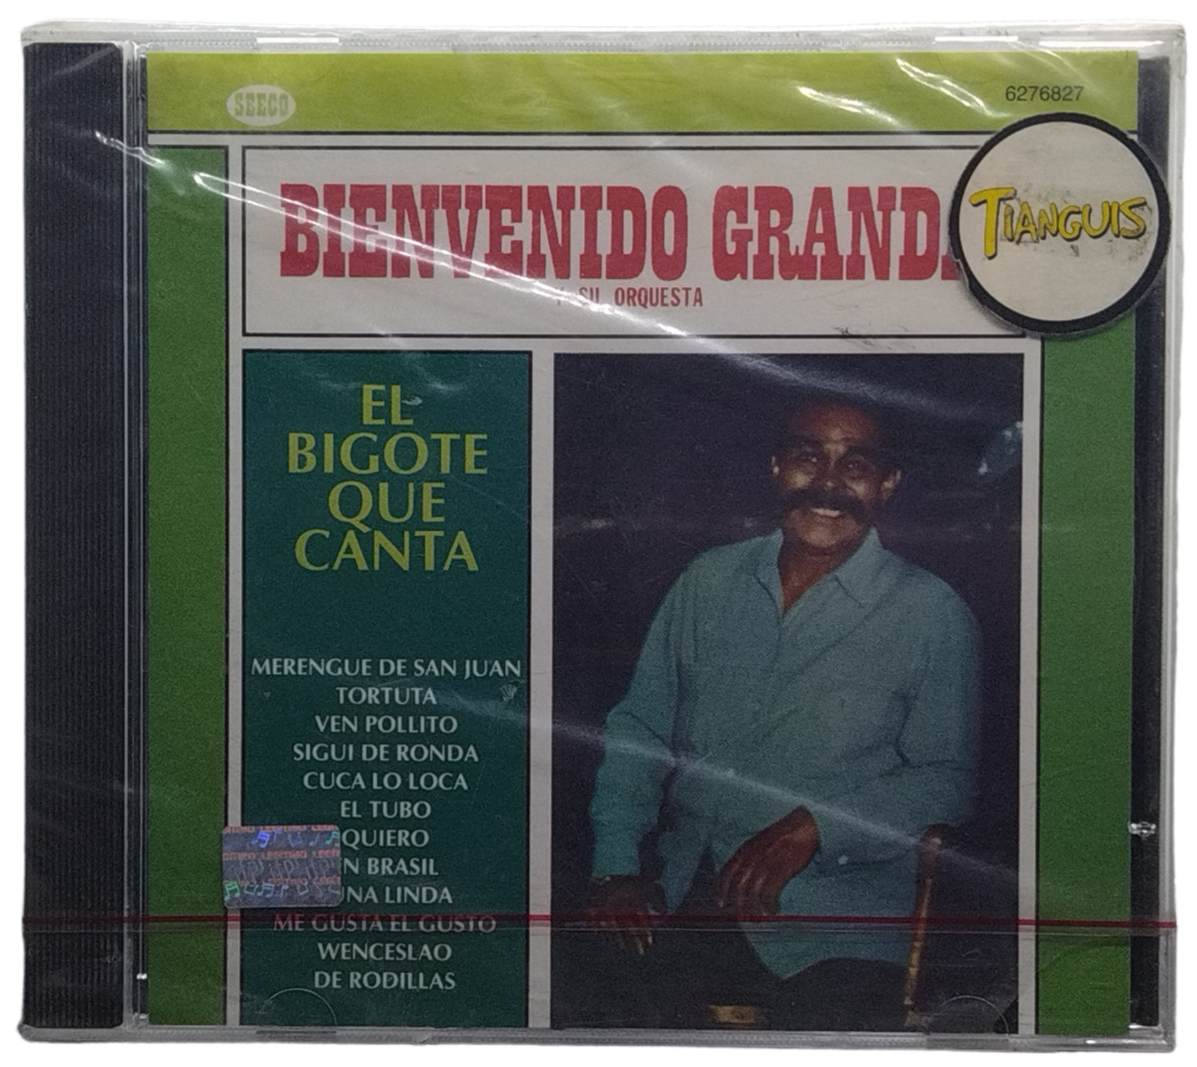 SEECO
6276827
BIENVENIDO GRAND
TIANGUIS
SU ORQUESTA
EL
BIGOTE
QUE
CANTA
MERENGUE DE SAN JUAN
TORTUTA
VEN POLLITO
SIGUI DE RONDA
CUCA LO LOCA
EL TUBO
QUIERO
N BRASIL
UNA LINDA
ME GUSTA EL GUSTO
WENCESLAO
DE RODILLAS